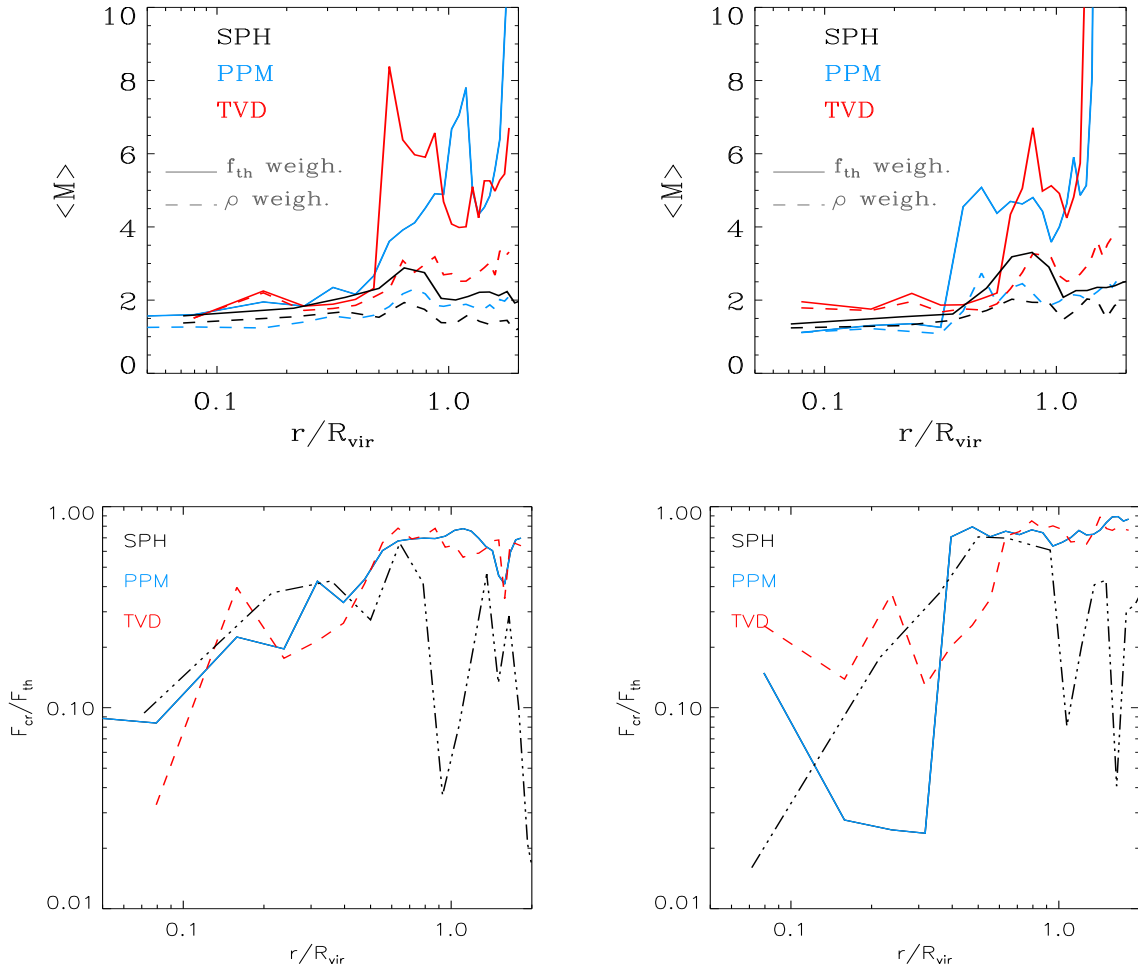 10
8
6
4
2
0
<M>
SPH
PPM
TVD
f_th weigh.
ρ weigh.
0.1
1.0
r/R_vir
10
8
6
4
2
0
<M>
SPH
PPM
TVD
f_th weigh.
ρ weigh.
0.1
1.0
r/R_vir
1.00
0.10
0.01
F_cr/F_th
SPH
PPM
TVD
0.1
1.0
r/R_vir
1.00
0.10
0.01
F_cr/F_th
SPH
PPM
TVD
0.1
1.0
r/R_vir